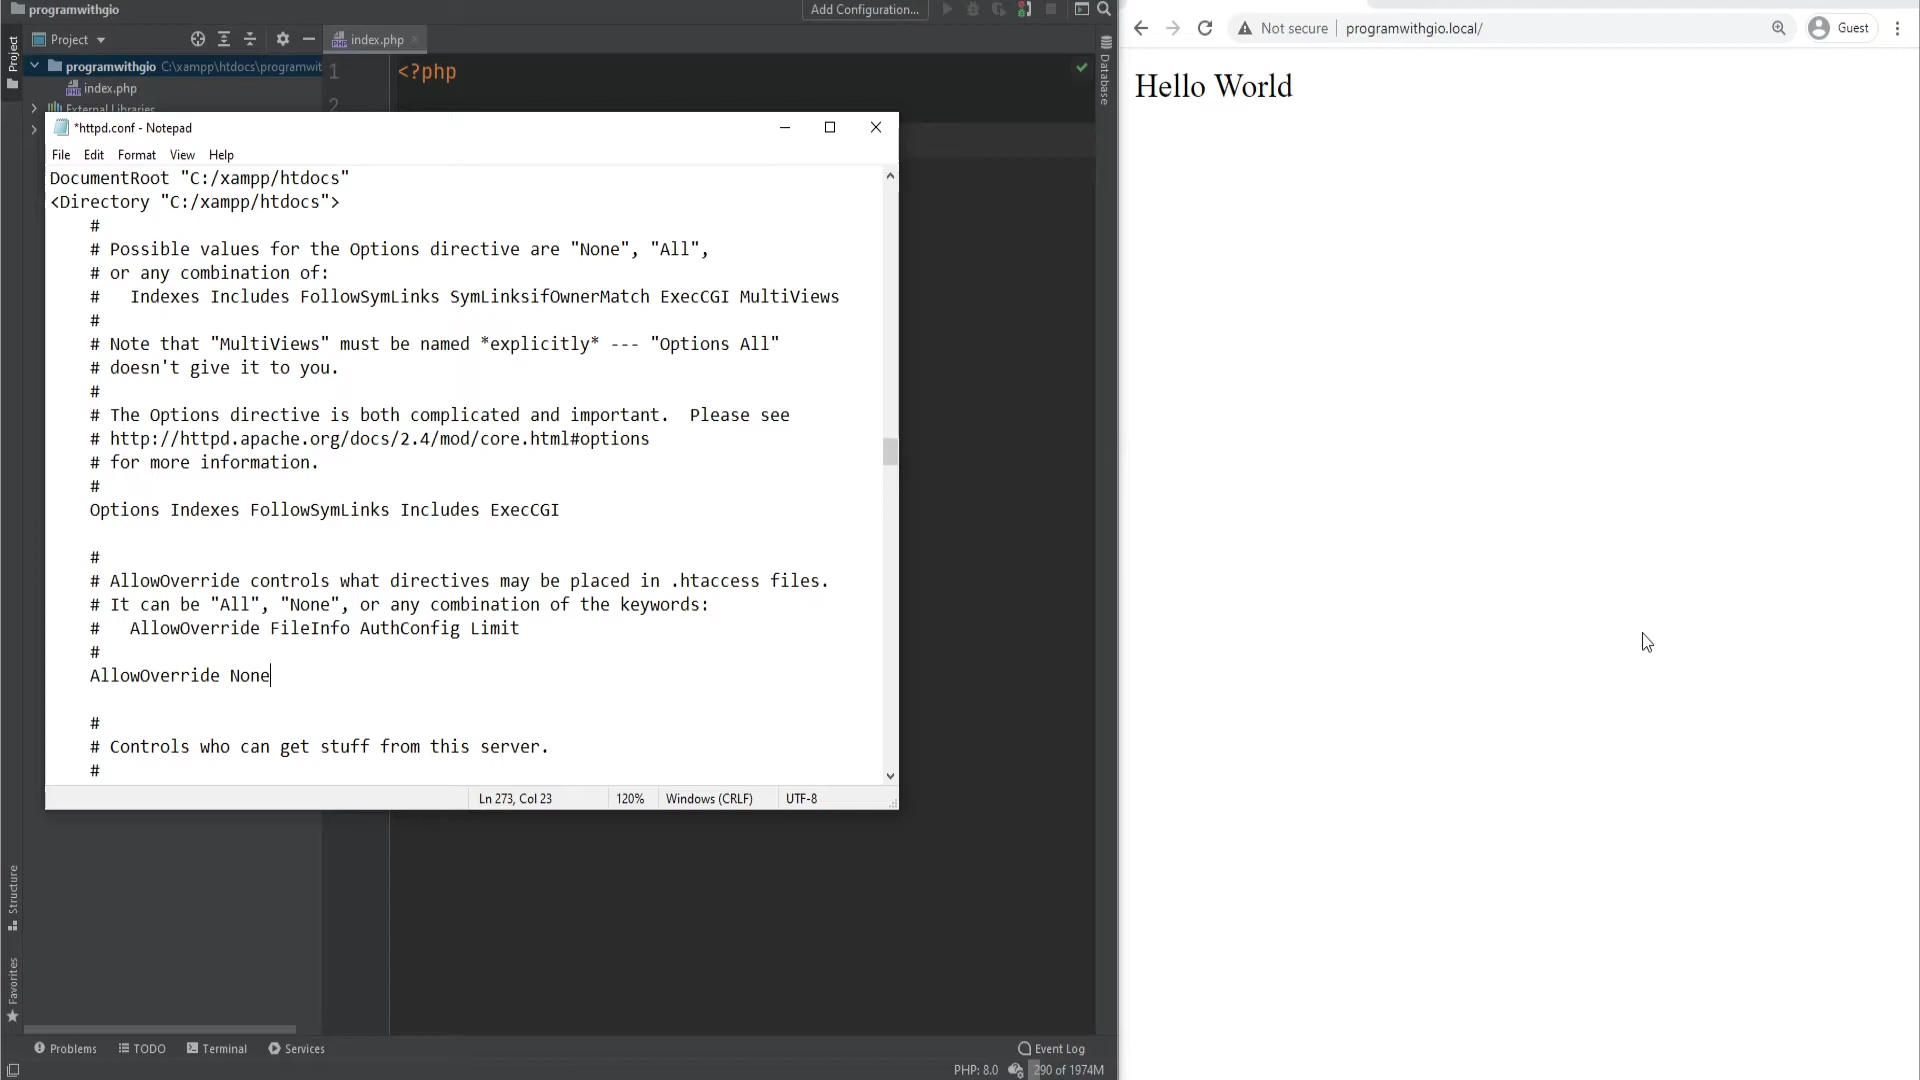 programwithgio
Add Configuration...
Project
index.php
programwithgio C:\xampp\htdocs\programwit
index.php
External Libraries
Project
Structure
Favorites
1
2
<?php
Database
*httpd.conf - Notepad
File Edit Format View Help
DocumentRoot "C:/xampp/htdocs"
<Directory "C:/xampp/htdocs">
#
# Possible values for the Options directive are "None", "All",
# or any combination of:
#   Indexes Includes FollowSymLinks SymLinksifOwnerMatch ExecCGI MultiViews
#
# Note that "MultiViews" must be named *explicitly* --- "Options All"
# doesn't give it to you.
#
# The Options directive is both complicated and important.  Please see
# http://httpd.apache.org/docs/2.4/mod/core.html#options
# for more information.
#
Options Indexes FollowSymLinks Includes ExecCGI
#
# AllowOverride controls what directives may be placed in .htaccess files.
# It can be "All", "None", or any combination of the keywords:
#   AllowOverride FileInfo AuthConfig Limit
#
AllowOverride None
#
# Controls who can get stuff from this server.
#
Ln 273, Col 23 120% Windows (CRLF) UTF-8
Problems TODO Terminal Services Event Log
PHP: 8.0 290 of 1974M
Not secure programwithgio.local/ Guest
Hello World